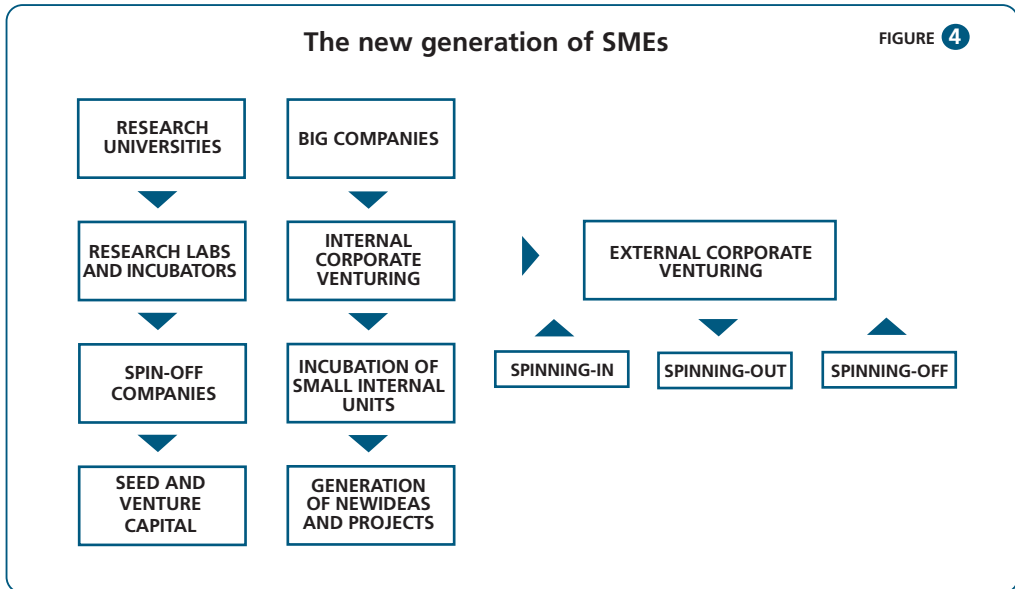 The new generation of SMEs
FIGURE 4
RESEARCH
UNIVERSITIES
BIG COMPANIES
RESEARCH LABS
AND INCUBATORS
INTERNAL
CORPORATE
VENTURING
EXTERNAL CORPORATE
VENTURING
SPIN-OFF
COMPANIES
INCUBATION OF
SMALL INTERNAL
UNITS
SPINNING-IN
SPINNING-OUT
SPINNING-OFF
SEED AND
VENTURE
CAPITAL
GENERATION
OF NEWIDEAS
AND PROJECTS